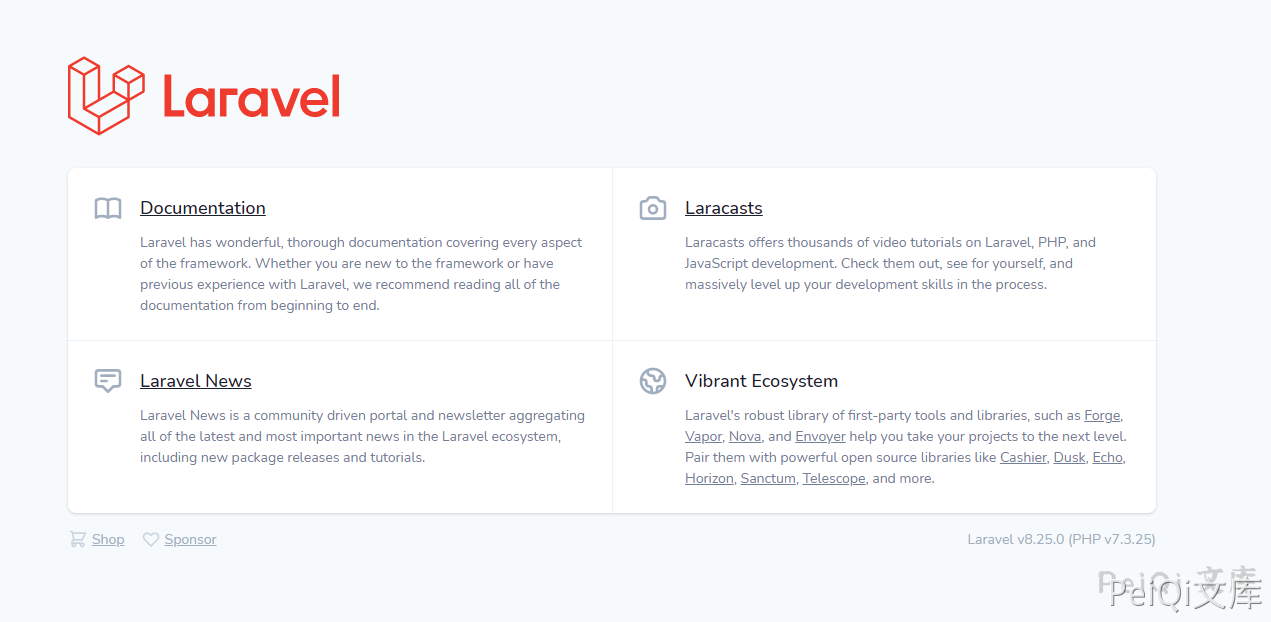 Laravel
Documentation
Laravel has wonderful, thorough documentation covering every aspect
of the framework. Whether you are new to the framework or have
previous experience with Laravel, we recommend reading all of the
documentation from beginning to end.
Laracasts
Laracasts offers thousands of video tutorials on Laravel, PHP, and
JavaScript development. Check them out, see for yourself, and
massively level up your development skills in the process.
Laravel News
Laravel News is a community driven portal and newsletter aggregating
all of the latest and most important news in the Laravel ecosystem,
including new package releases and tutorials.
Vibrant Ecosystem
Laravel's robust library of first-party tools and libraries, such as Forge,
Vapor, Nova, and Envoyer help you take your projects to the next level.
Pair them with powerful open source libraries like Cashier, Dusk, Echo,
Horizon, Sanctum, Telescope, and more.
Shop
Sponsor
Laravel v8.25.0 (PHP v7.3.25)
PeiQi 文库
PeiQi文库